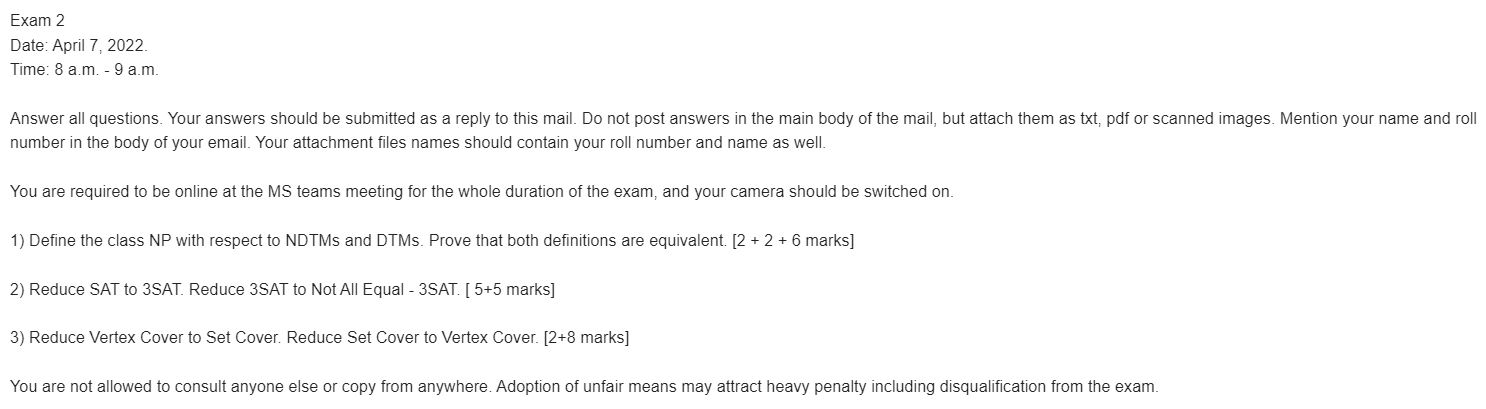 Exam 2
Date: April 7, 2022.
Time: 8 a.m. - 9 a.m.
Answer all questions. Your answers should be submitted as a reply to this mail. Do not post answers in the main body of the mail, but attach them as txt, pdf or scanned images. Mention your name and roll
number in the body of your email. Your attachment files names should contain your roll number and name as well.
You are required to be online at the MS teams meeting for the whole duration of the exam, and your camera should be switched on.
1) Define the class NP with respect to NDTMs and DTMs. Prove that both definitions are equivalent. [2 + 2 + 6 marks]
2) Reduce SAT to 3SAT. Reduce 3SAT to Not All Equal - 3SAT. [ 5+5 marks]
3) Reduce Vertex Cover to Set Cover. Reduce Set Cover to Vertex Cover. [2+8 marks]
You are not allowed to consult anyone else or copy from anywhere. Adoption of unfair means may attract heavy penalty including disqualification from the exam.